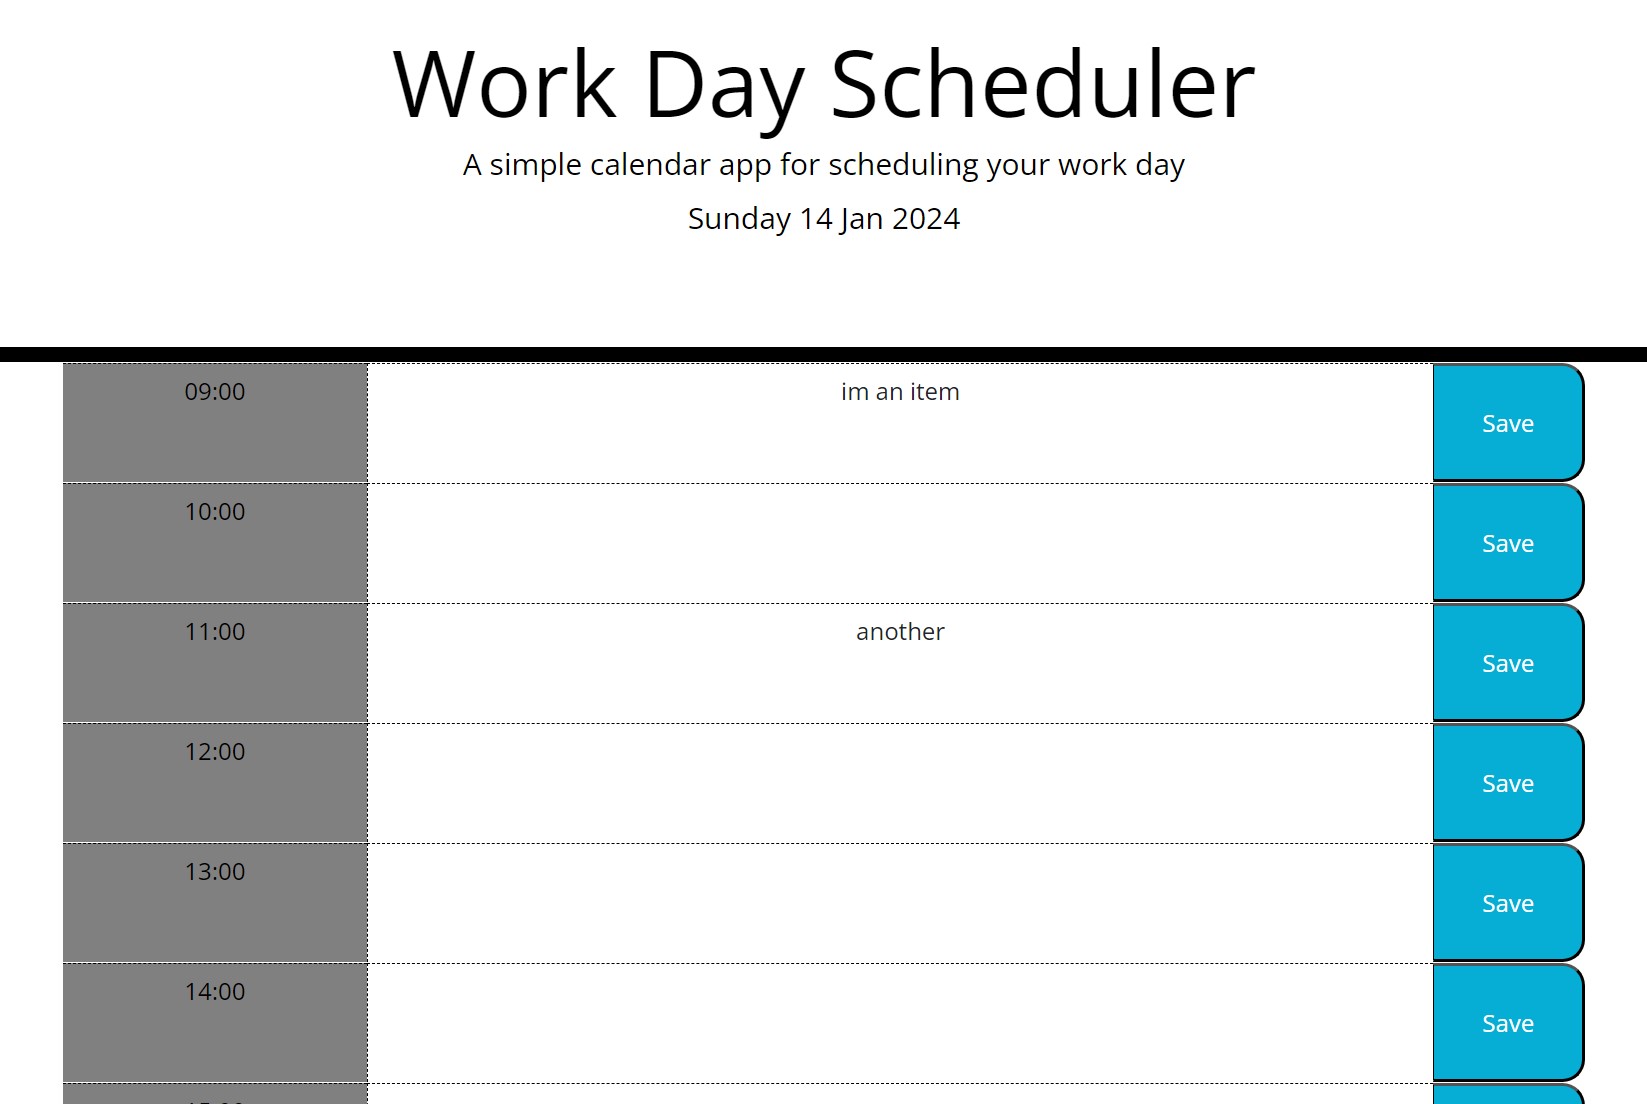 Work Day Scheduler
A simple calendar app for scheduling your work day
Sunday 14 Jan 2024
09:00 im an item Save
10:00 Save
11:00 another Save
12:00 Save
13:00 Save
14:00 Save